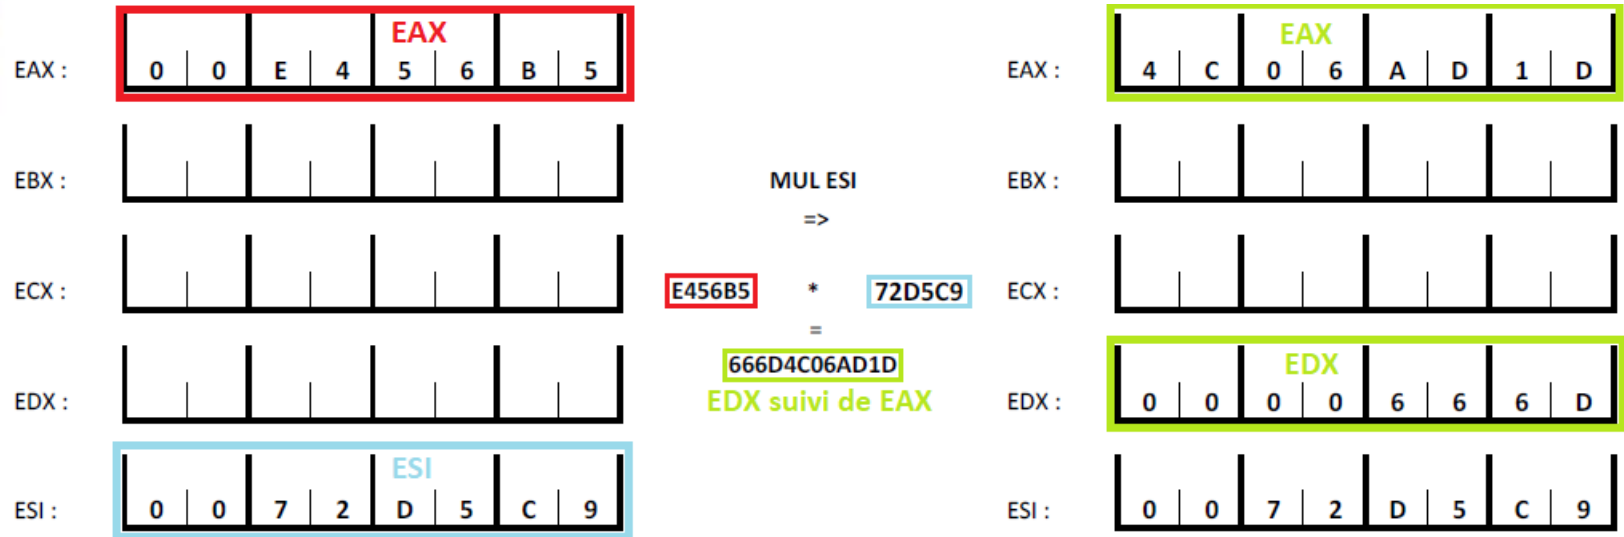 EAX EAX
EAX : 0 0 E 4 5 6 B 5 EAX : 4 C 0 6 A D 1 D
EBX : MUL ESI EBX :
=>
ECX : E456B5 * 72D5C9 ECX :
=
666D4C06AD1D EDX
EDX : EDX suivi de EAX EDX : 0 0 0 0 6 6 6 D
ESI
ESI : 0 0 7 2 D 5 C 9 ESI : 0 0 7 2 D 5 C 9